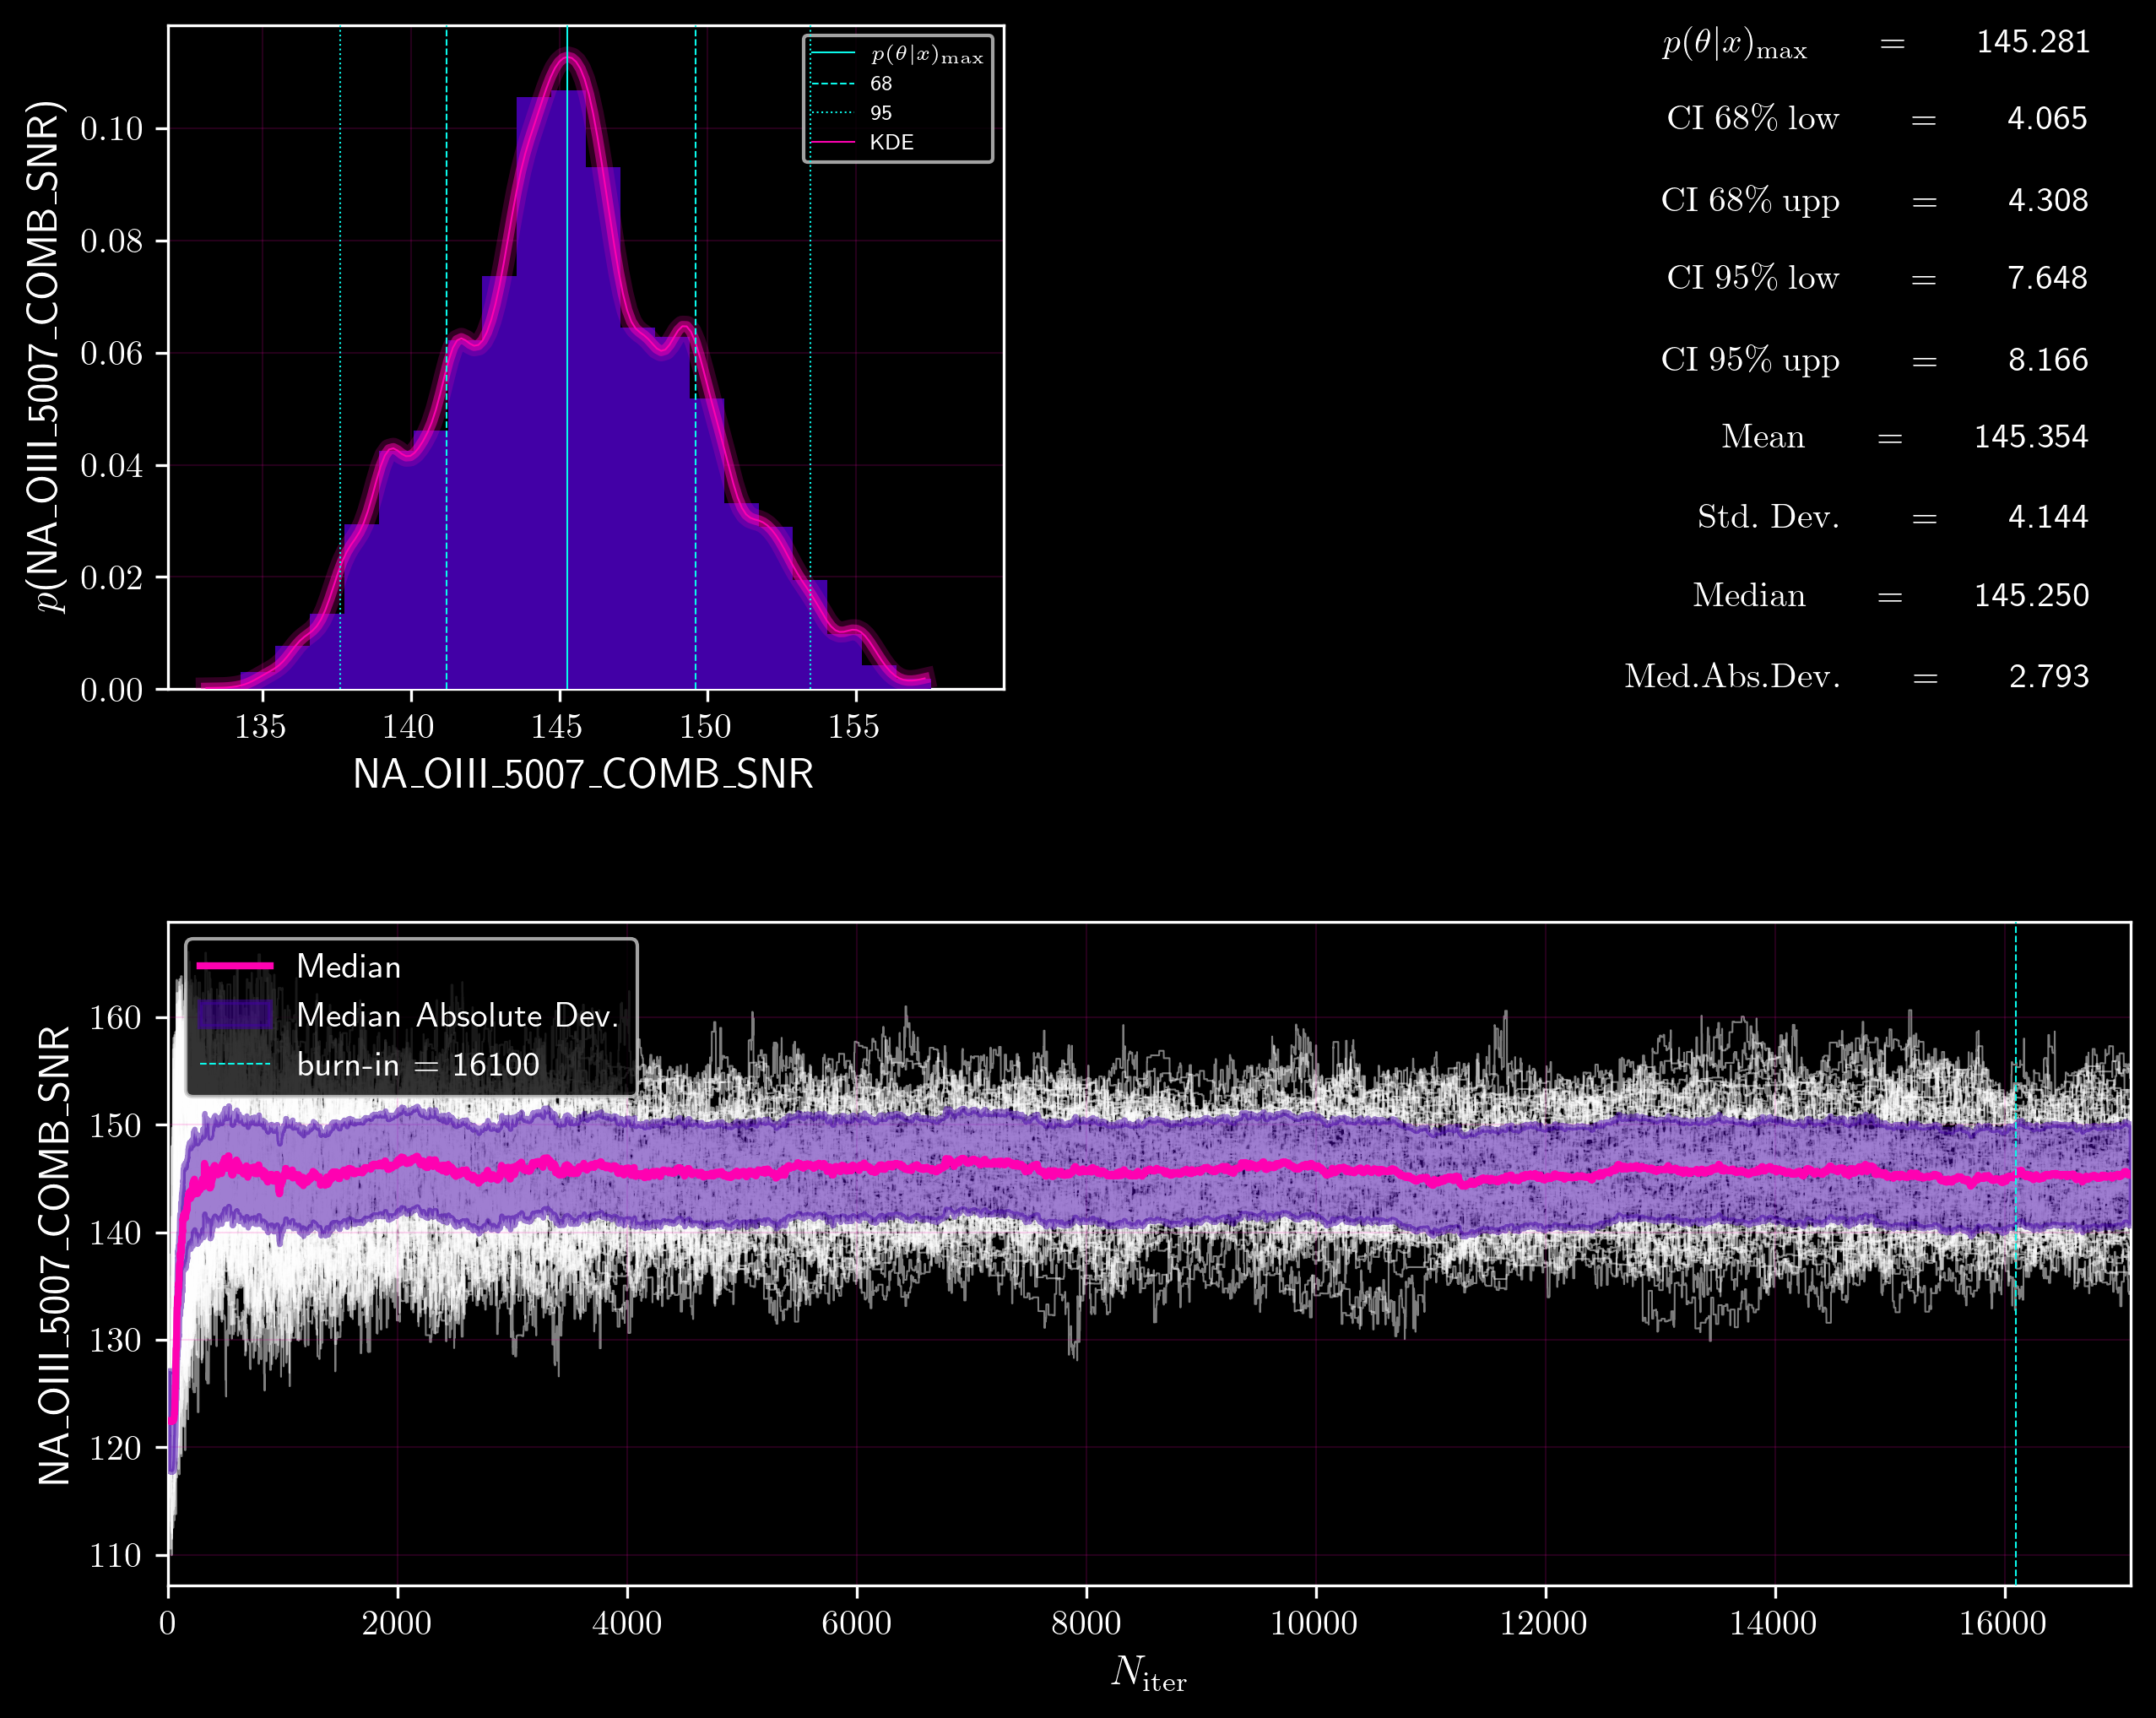 p(NA_OIII_5007_COMB_SNR)
0.10
0.08
0.06
0.04
0.02
0.00
135 140 145 150 155
NA_OIII_5007_COMB_SNR
p(θ|x)max
68
95
KDE
p(θ|x)max = 145.281
CI 68% low = 4.065
CI 68% upp = 4.308
CI 95% low = 7.648
CI 95% upp = 8.166
Mean = 145.354
Std. Dev. = 4.144
Median = 145.250
Med.Abs.Dev. = 2.793
NA_OIII_5007_COMB_SNR
160
150
140
130
120
110
Median
Median Absolute Dev.
burn-in = 16100
0 2000 4000 6000 8000 10000 12000 14000 16000
Niter